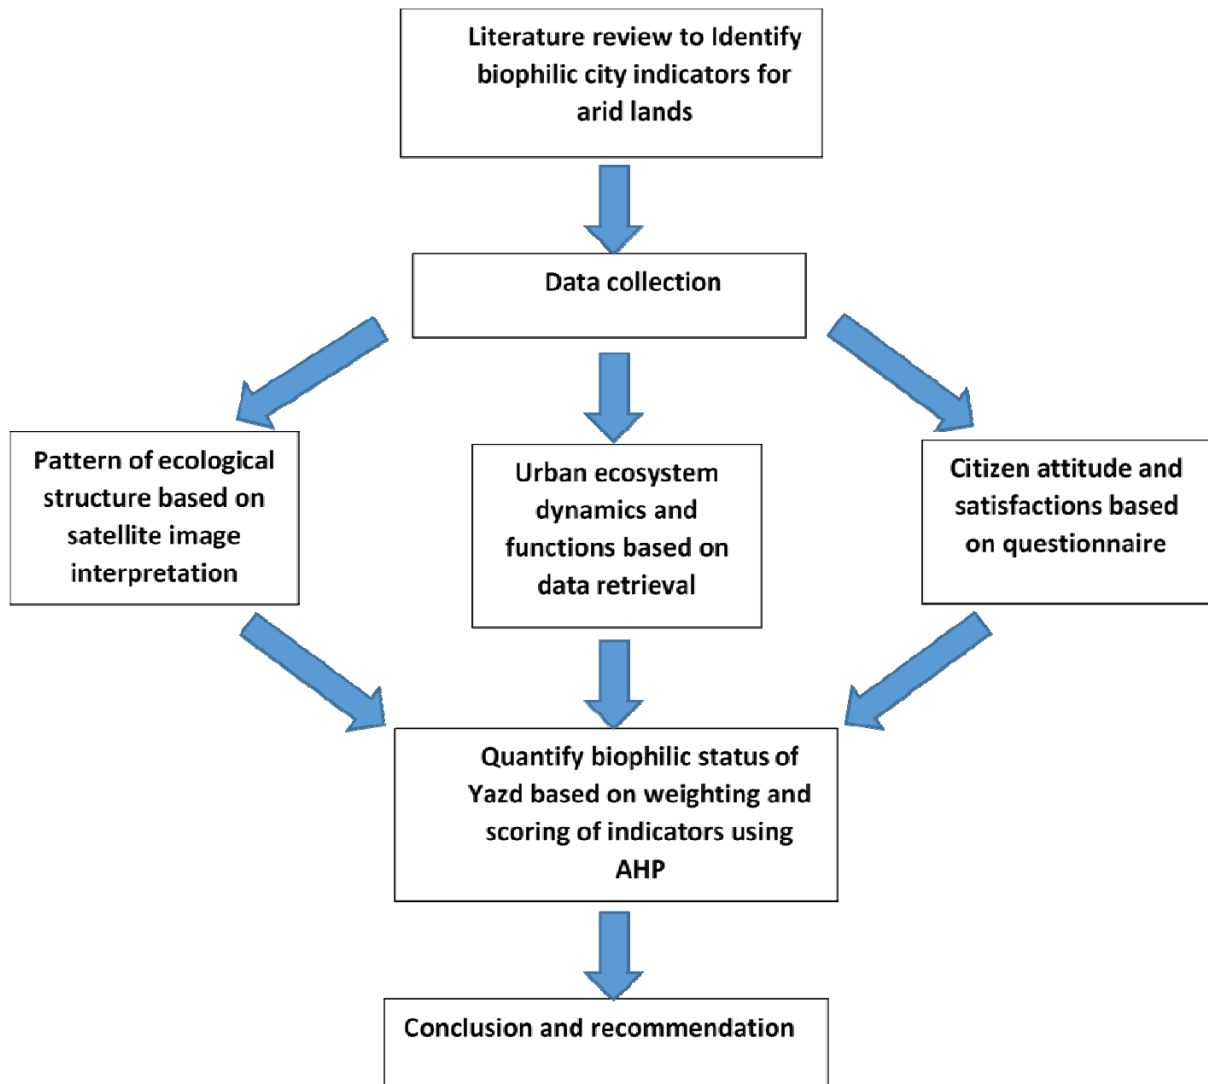 Literature review to Identify
biophilic city indicators for
arid lands
Data collection
Pattern of ecological
structure based on
satellite image
interpretation
Urban ecosystem
dynamics and
functions based on
data retrieval
Citizen attitude and
satisfactions based
on questionnaire
Quantify biophilic status of
Yazd based on weighting and
scoring of indicators using
AHP
Conclusion and recommendation